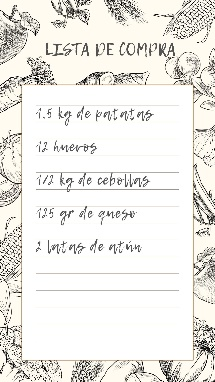 LISTA DE COMPRA
1.5 kg de patatas
12 huevos
1/2 kg de cebollas
125 gr de queso
2 latas de atún